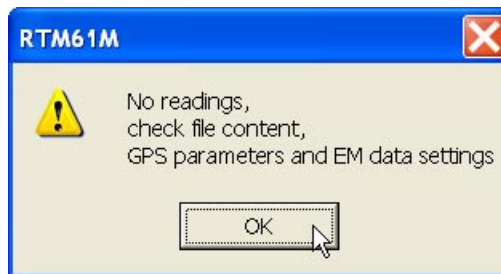 RTM61M
No readings,
check file content,
GPS parameters and EM data settings
OK